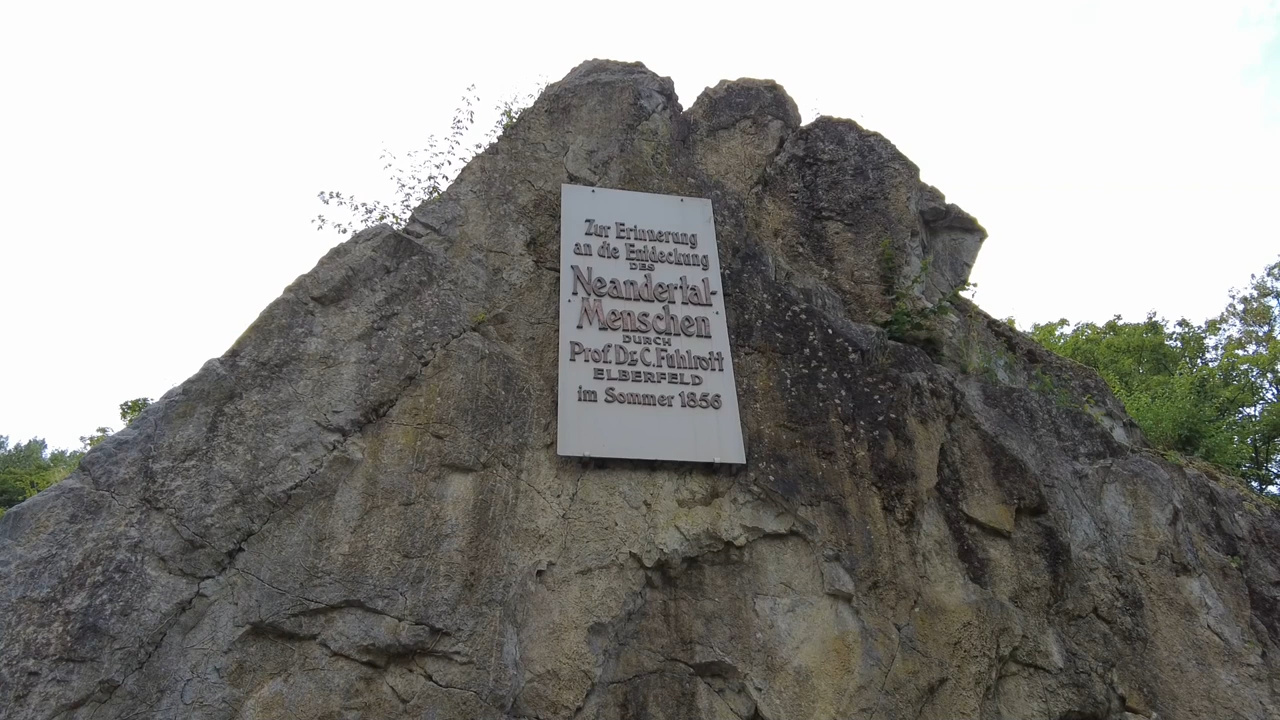 Zur Erinnerung
an die Entdeckung
DES
Neandertal-
Menschen
DURCH
Prof. Dr. C. Fuhlrott
ELBERFELD
im Sommer 1856